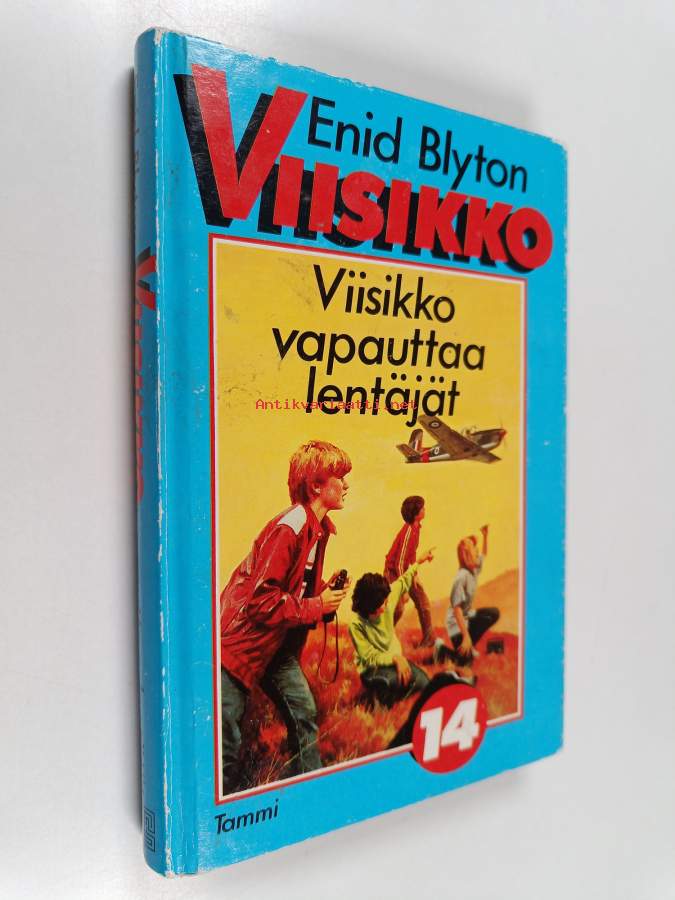 Enid Blyton
VIISIKKO
Viisikko
vapauttaa
lentäjät
Antikvariaatti.net
14
Tammi